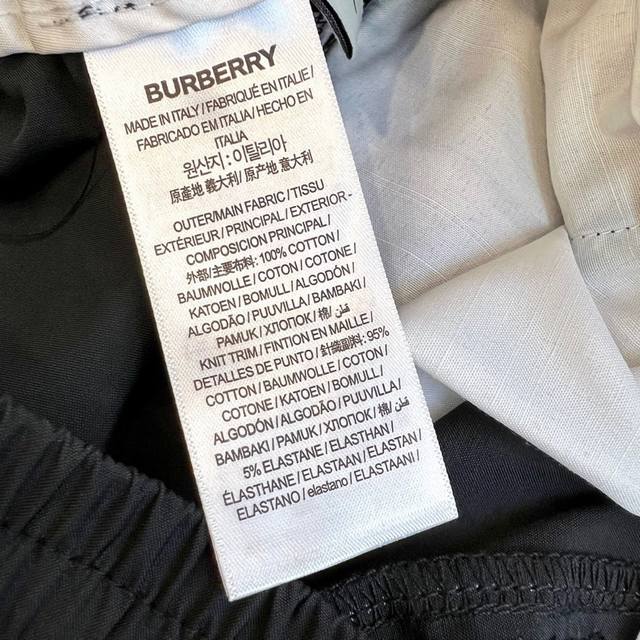 BURBERRY
MADE IN ITALY / FABRIQUÉ EN ITALIE /
FABRICADO EM ITALIA / HECHO EN
ITALIA
원산지 : 이탈리아
原產地 義大利 / 原产地 意大利
OUTERMAIN FABRIC / TISSU
EXTÉRIEUR / PRINCIPAL / EXTERIOR-
COMPOSICION PRINCIPAL /
外部/主要布料: 100% COTTON /
BAUMWOLLE / COTON / COTONE /
KATOEN / BOMULL / ALGODÓN /
ALGODÃO / PUUVILLA / BAMBAKI /
PAMUK / ХЛОПОК / 棉 / قطن /
KNIT TRIM / FINTION EN MAILLE /
DETALLES DE PUNTO / 針織副料: 95%
COTTON / BAUMWOLLE / COTON /
COTONE / KATOEN / BOMULL /
ALGODÓN / ALGODÃO / PUUVILLA /
BAMBAKI / PAMUK / ХЛОПОК / 棉 / قطن /
5% ELASTANE / ELASTHAN /
ÉLASTHANE / ELASTAAN / ELASTAN /
ELASTANO / elastano / ELASTAANI /